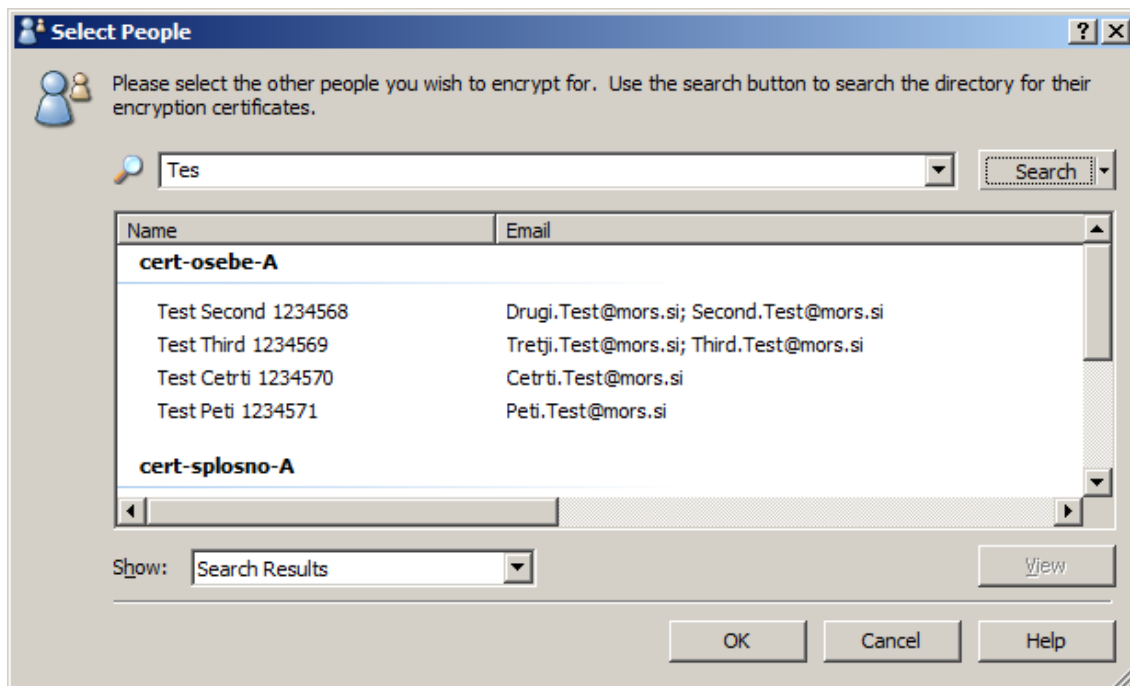 Select People
Please select the other people you wish to encrypt for. Use the search button to search the directory for their
encryption certificates.
Tes
Search
Name Email
cert-osebe-A
Test Second 1234568 Drugi.Test@mors.si; Second.Test@mors.si
Test Third 1234569 Tretji.Test@mors.si; Third.Test@mors.si
Test Cetrti 1234570 Cetrti.Test@mors.si
Test Peti 1234571 Peti.Test@mors.si
cert-splosno-A
Show: Search Results View
OK Cancel Help